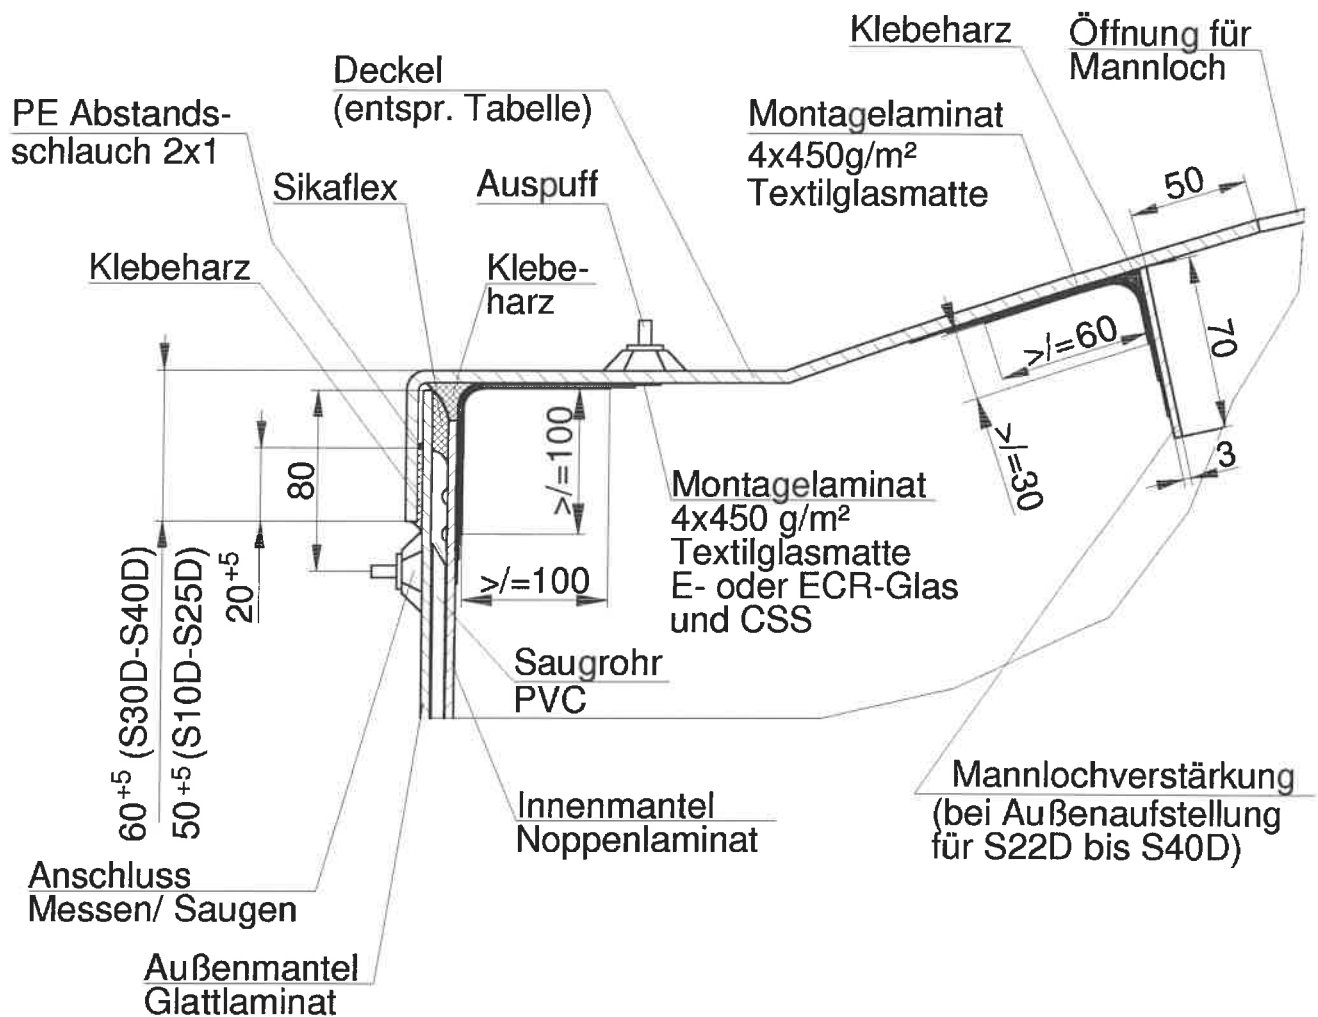 Klebeharz
Öffnung für
Mannloch
Deckel
(entspr. Tabelle)
PE Abstands-
schlauch 2x1
Montagelaminat
4x450g/m²
Textilglasmatte
Sikaflex
Auspuff
50
Klebeharz
Klebe-
harz
70
>/=60
>/=30
3
80
>/=100
>/=100
20+5
60+5 (S30D-S40D)
50+5 (S10D-S25D)
Montagelaminat
4x450 g/m²
Textilglasmatte
E- oder ECR-Glas
und CSS
Saugrohr
PVC
Mannlochverstärkung
(bei Außenaufstellung
für S22D bis S40D)
Innenmantel
Noppenlaminat
Anschluss
Messen/ Saugen
Außenmantel
Glattlaminat